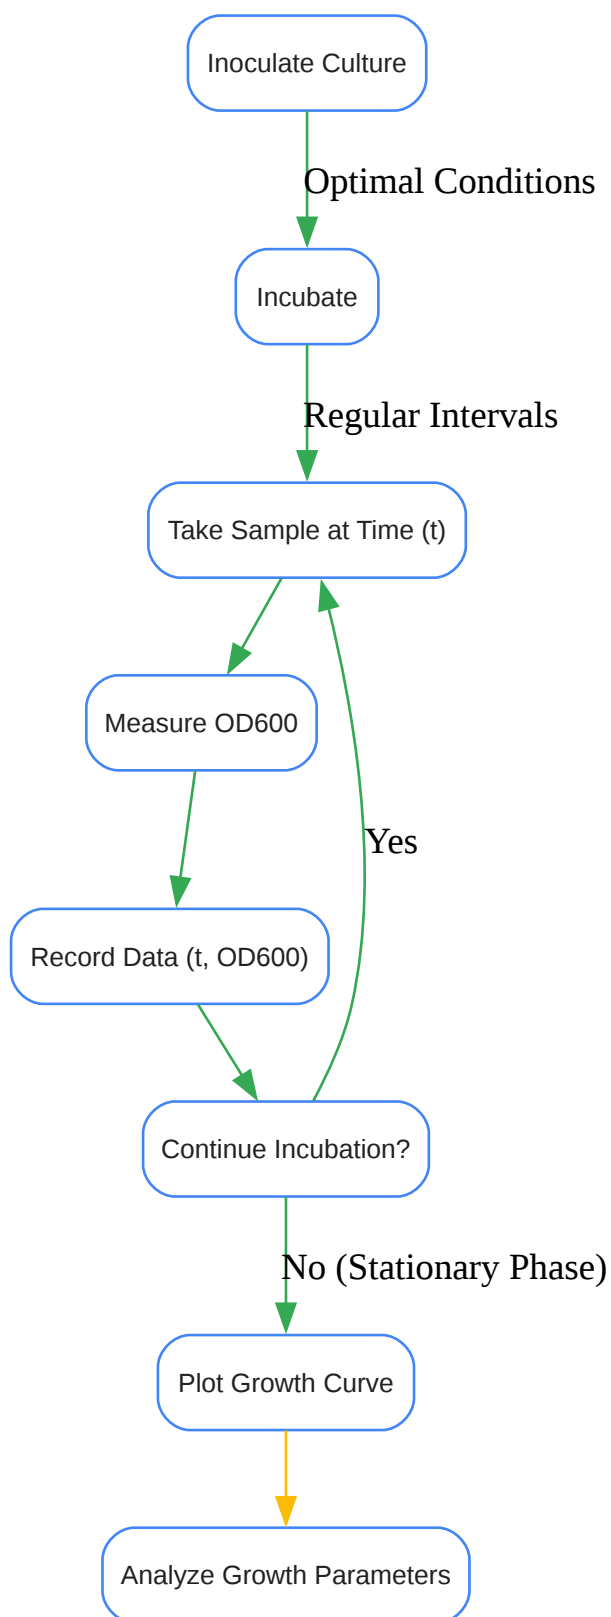 Inoculate Culture
Optimal Conditions
Incubate
Regular Intervals
Take Sample at Time (t)
Measure OD600
Yes
Record Data (t, OD600)
Continue Incubation?
No (Stationary Phase)
Plot Growth Curve
Analyze Growth Parameters